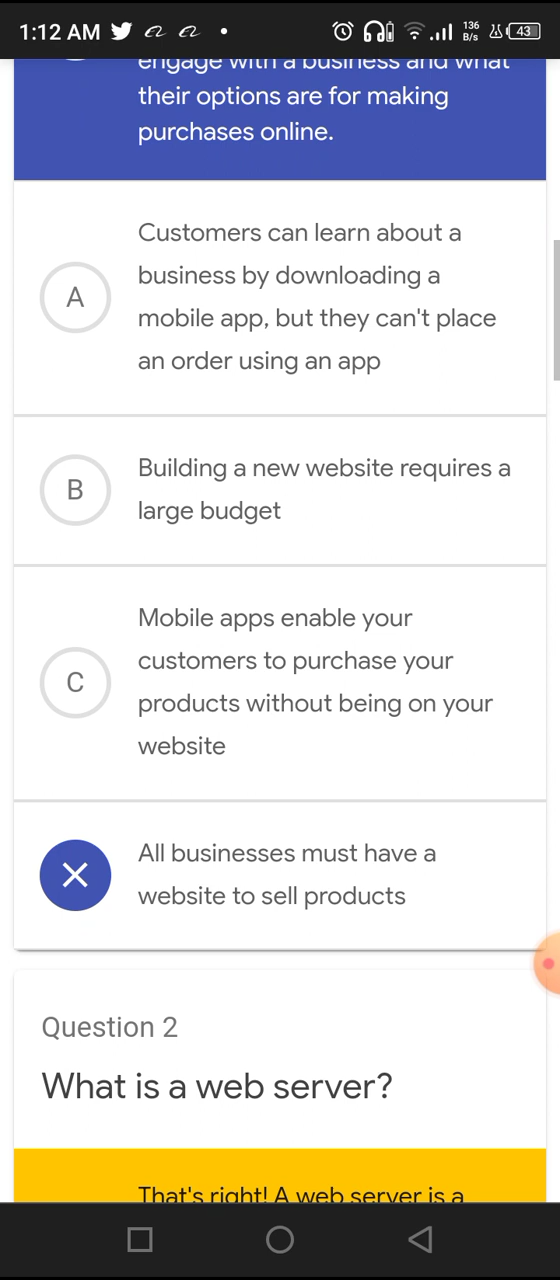 1:12 AM
136
B/s
43
engage with a business and what
their options are for making
purchases online.
A
Customers can learn about a
business by downloading a
mobile app, but they can't place
an order using an app
B
Building a new website requires a
large budget
C
Mobile apps enable your
customers to purchase your
products without being on your
website
All businesses must have a
website to sell products
Question 2
What is a web server?
That's right! A web server is a